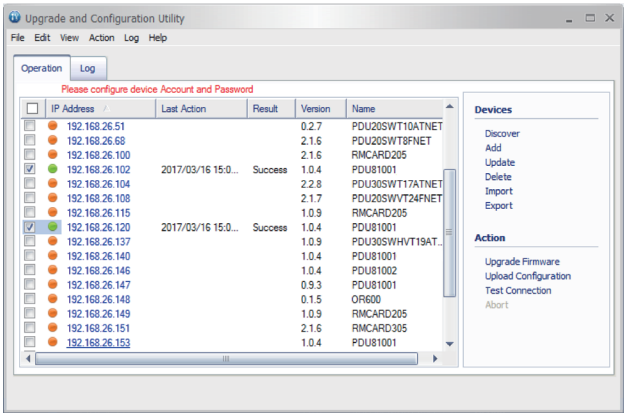 Upgrade and Configuration Utility
File Edit View Action Log Help
Operation Log
Please configure device Account and Password
IP Address Last Action Result Version Name
192.168.26.51 0.2.7 PDU20SWT10ATNET
192.168.26.68 2.1.6 PDU20SWT8FNET
192.168.26.100 2.1.6 RMCARD205
192.168.26.102 2017/03/16 15:0... Success 1.0.4 PDU81001
192.168.26.104 2.2.8 PDU30SWT17ATNET
192.168.26.108 2.1.7 PDU20SWVT24FNET
192.168.26.115 1.0.9 RMCARD205
192.168.26.120 2017/03/16 15:0... Success 1.0.4 PDU81001
192.168.26.137 1.0.9 PDU30SWHVT19AT...
192.168.26.140 1.0.4 PDU81001
192.168.26.146 1.0.4 PDU81002
192.168.26.147 0.9.3 PDU81001
192.168.26.148 0.1.5 OR600
192.168.26.149 1.0.9 RMCARD205
192.168.26.151 2.1.6 RMCARD305
192.168.26.153 1.0.4 PDU81001
Devices
Discover
Add
Update
Delete
Import
Export
Action
Upgrade Firmware
Upload Configuration
Test Connection
Abort